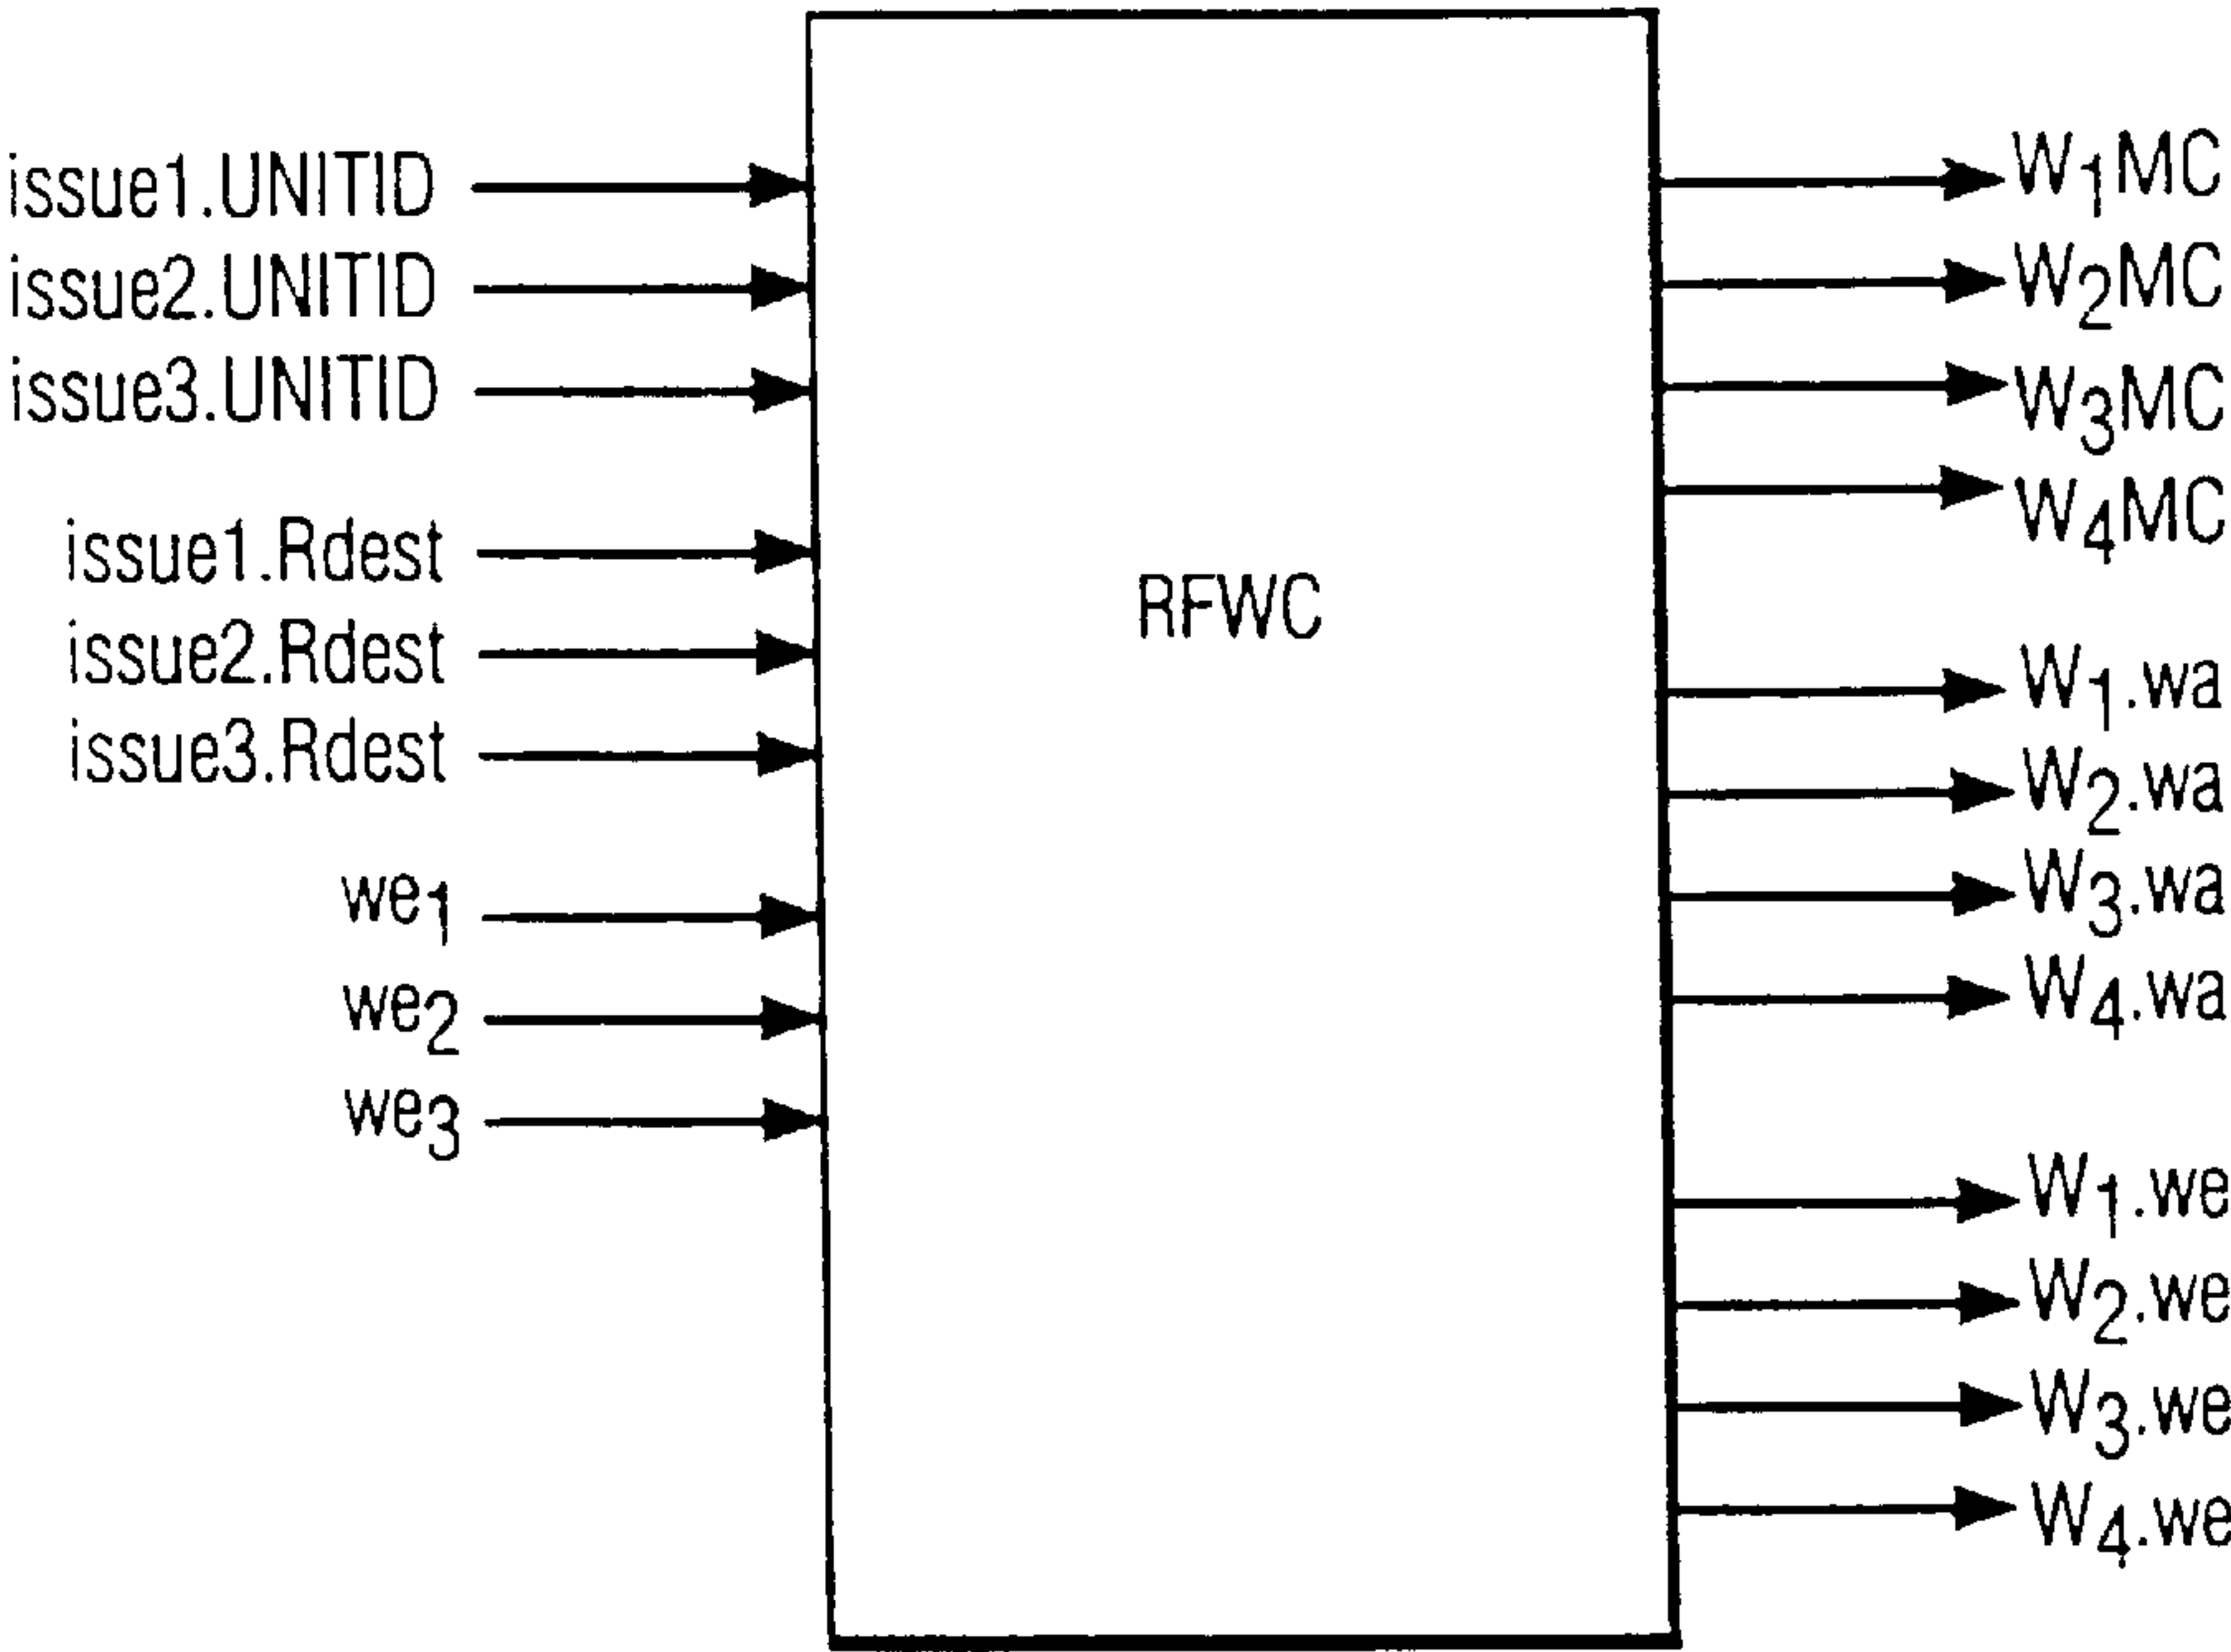 issue1.UNITID
issue2.UNITID
issue3.UNITID
issue1.Rdest
issue2.Rdest
issue3.Rdest
we1
we2
we3
RFWC
W1MC
W2MC
W3MC
W4MC
W1.wa
W2.wa
W3.wa
W4.wa
W1.we
W2.we
W3.we
W4.we